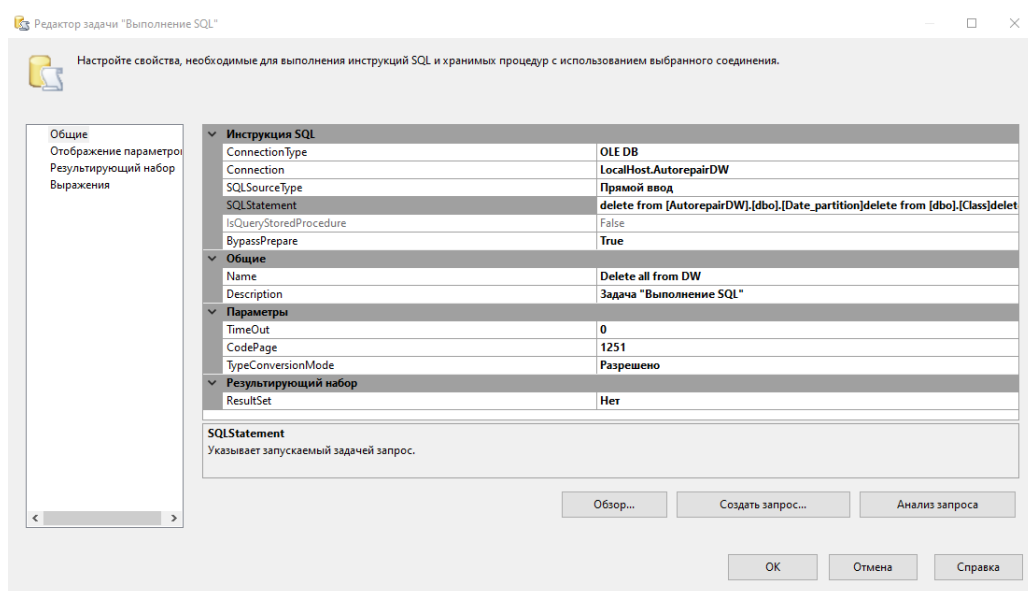 Редактор задачи "Выполнение SQL"
Настройте свойства, необходимые для выполнения инструкций SQL и хранимых процедур с использованием выбранного соединения.
Общие
Отображение параметров
Результирующий набор
Выражения
Инструкция SQL
ConnectionType OLE DB
Connection LocalHost.AutorepairDW
SQLSourceType Прямой ввод
SQLStatement delete from [AutorepairDW].[dbo].[Date_partition]delete from [dbo].[Class]delet
IsQueryStoredProcedure False
BypassPrepare True
Общие
Name Delete all from DW
Description Задача "Выполнение SQL"
Параметры
TimeOut 0
CodePage 1251
TypeConversionMode Разрешено
Результирующий набор
ResultSet Нет
SQLStatement
Указывает запускаемый задачей запрос.
Обзор... Создать запрос... Анализ запроса
ОК Отмена Справка